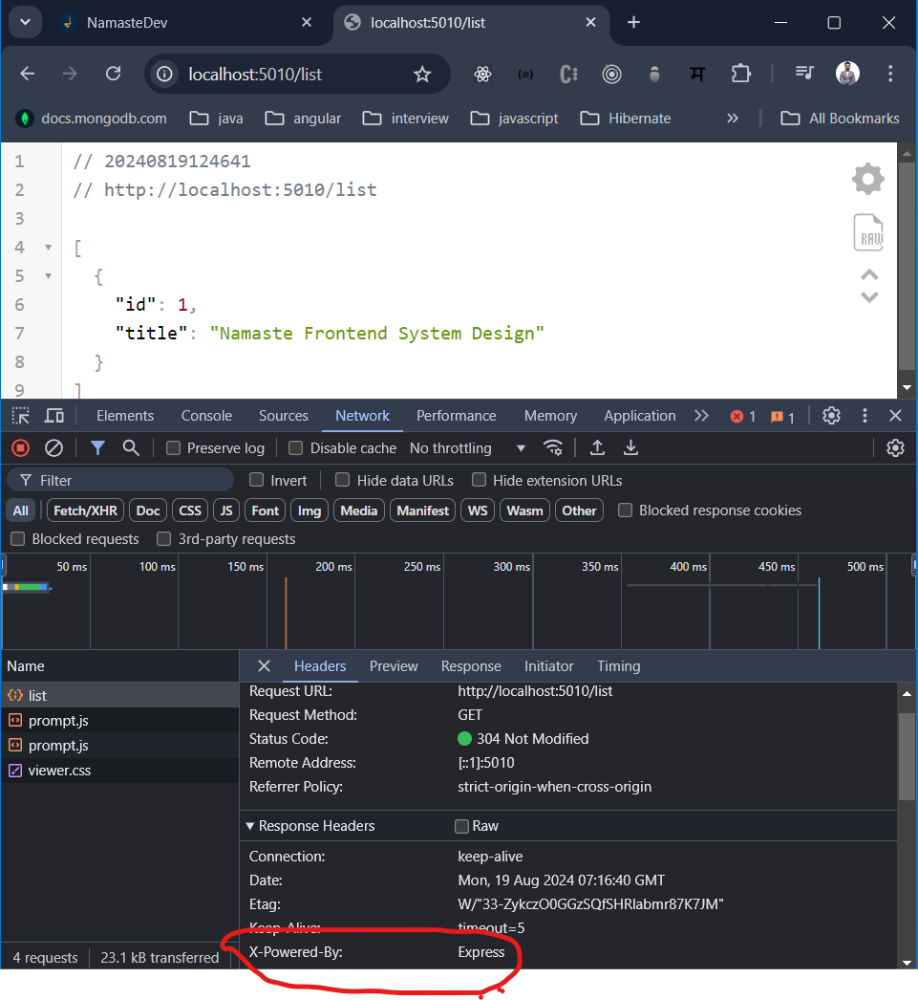 NamasteDev
localhost:5010/list
localhost:5010/list
{≡}
C:
म
docs.mongodb.com java angular interview javascript Hibernate » All Bookmarks
1 // 20240819124641
2 // http://localhost:5010/list
3
4 [
5 {
6 "id": 1,
7 "title": "Namaste Frontend System Design"
8 }
9 ]
RAW
Elements Console Sources Network Performance Memory Application » 1 1
Preserve log Disable cache No throttling
Filter Invert Hide data URLs Hide extension URLs
All Fetch/XHR Doc CSS JS Font Img Media Manifest WS Wasm Other Blocked response cookies
Blocked requests 3rd-party requests
50 ms 100 ms 150 ms 200 ms 250 ms 300 ms 350 ms 400 ms 450 ms 500 ms
Name Headers Preview Response Initiator Timing
list
prompt.js
prompt.js
viewer.css
Request URL: http://localhost:5010/list
Request Method: GET
Status Code: 304 Not Modified
Remote Address: [::1]:5010
Referrer Policy: strict-origin-when-cross-origin
Response Headers Raw
Connection: keep-alive
Date: Mon, 19 Aug 2024 07:16:40 GMT
Etag: W/"33-ZykczO0GGzSQfSHRIabmr87K7JM"
Keep-Alive: timeout=5
X-Powered-By: Express
4 requests 23.1 kB transferred